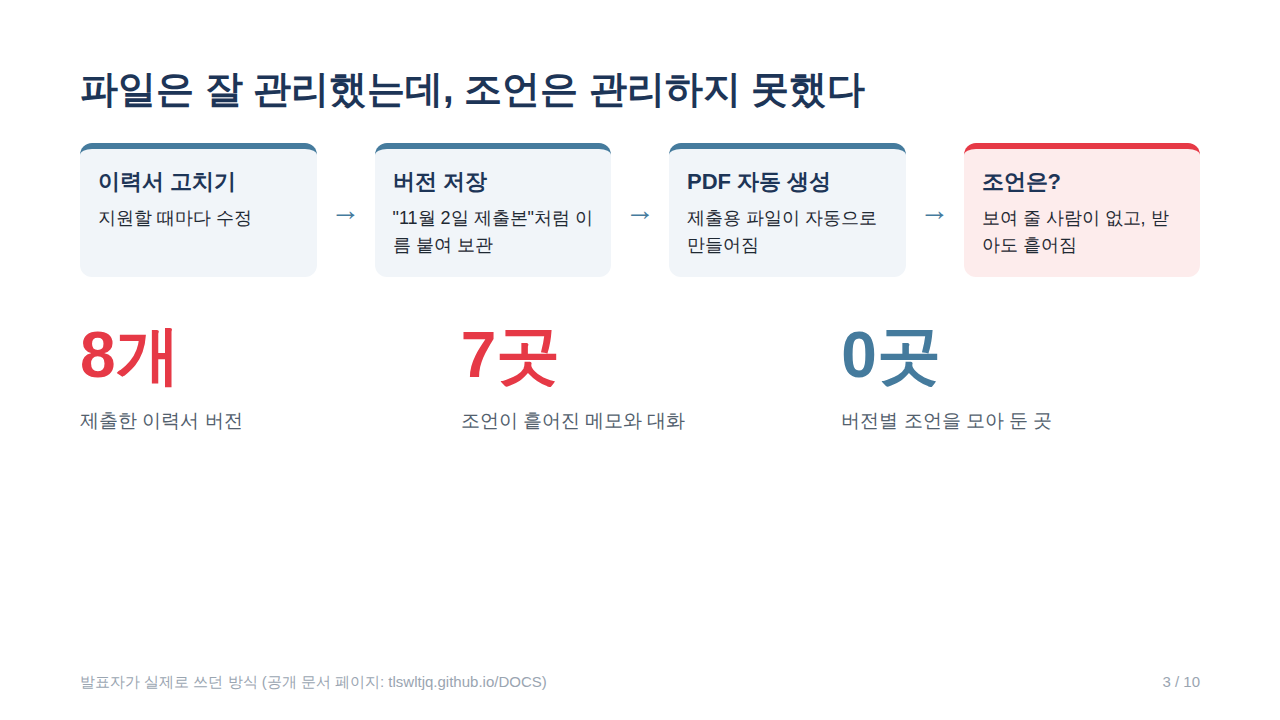 파일은 잘 관리했는데, 조언은 관리하지 못했다
이력서 고치기
지원할 때마다 수정
→
버전 저장
"11월 2일 제출본"처럼 이
름 붙여 보관
→
PDF 자동 생성
제출용 파일이 자동으로
만들어짐
→
조언은?
보여 줄 사람이 없고, 받
아도 흩어짐
8개
제출한 이력서 버전
7곳
조언이 흩어진 메모와 대화
0곳
버전별 조언을 모아 둔 곳
발표자가 실제로 쓰던 방식 (공개 문서 페이지: tlswltjq.github.io/DOCS)
3 / 10